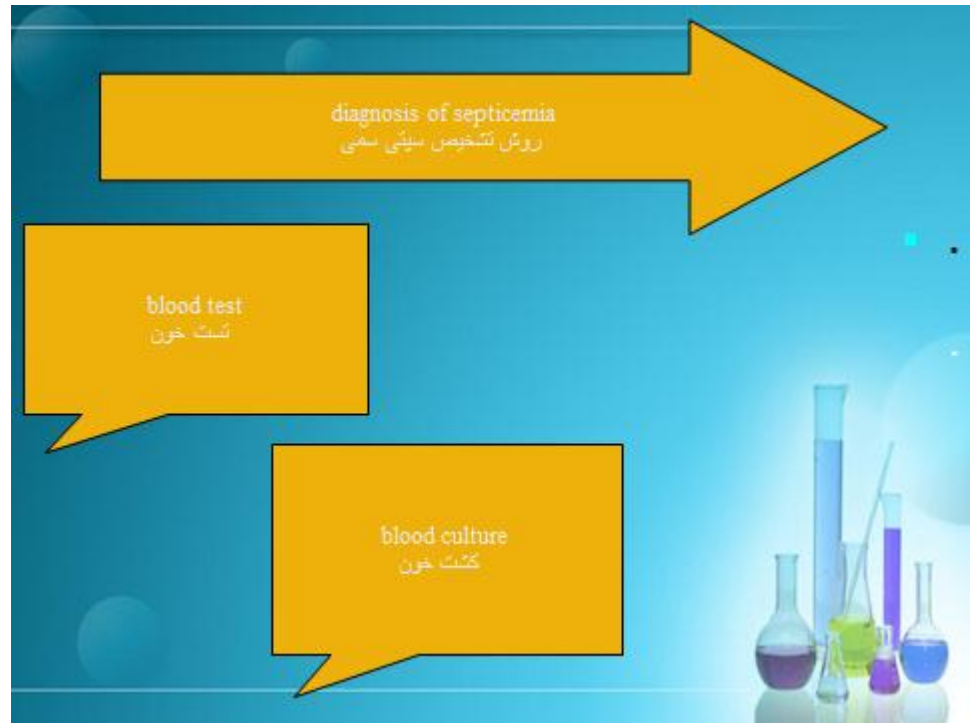 diagnosis of septicemia
روش تشخیص سپتی سمی
blood test
تست خون
blood culture
کشت خون